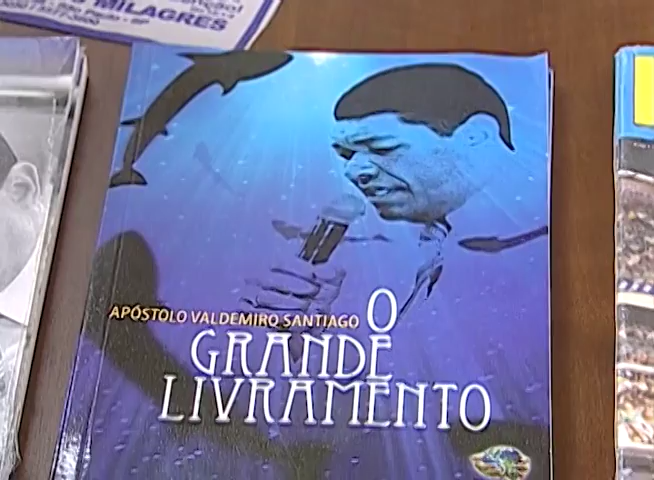 MILAGRES
APÓSTOLO VALDEMIRO SANTIAGO
O
GRANDE
LIVRAMENTO